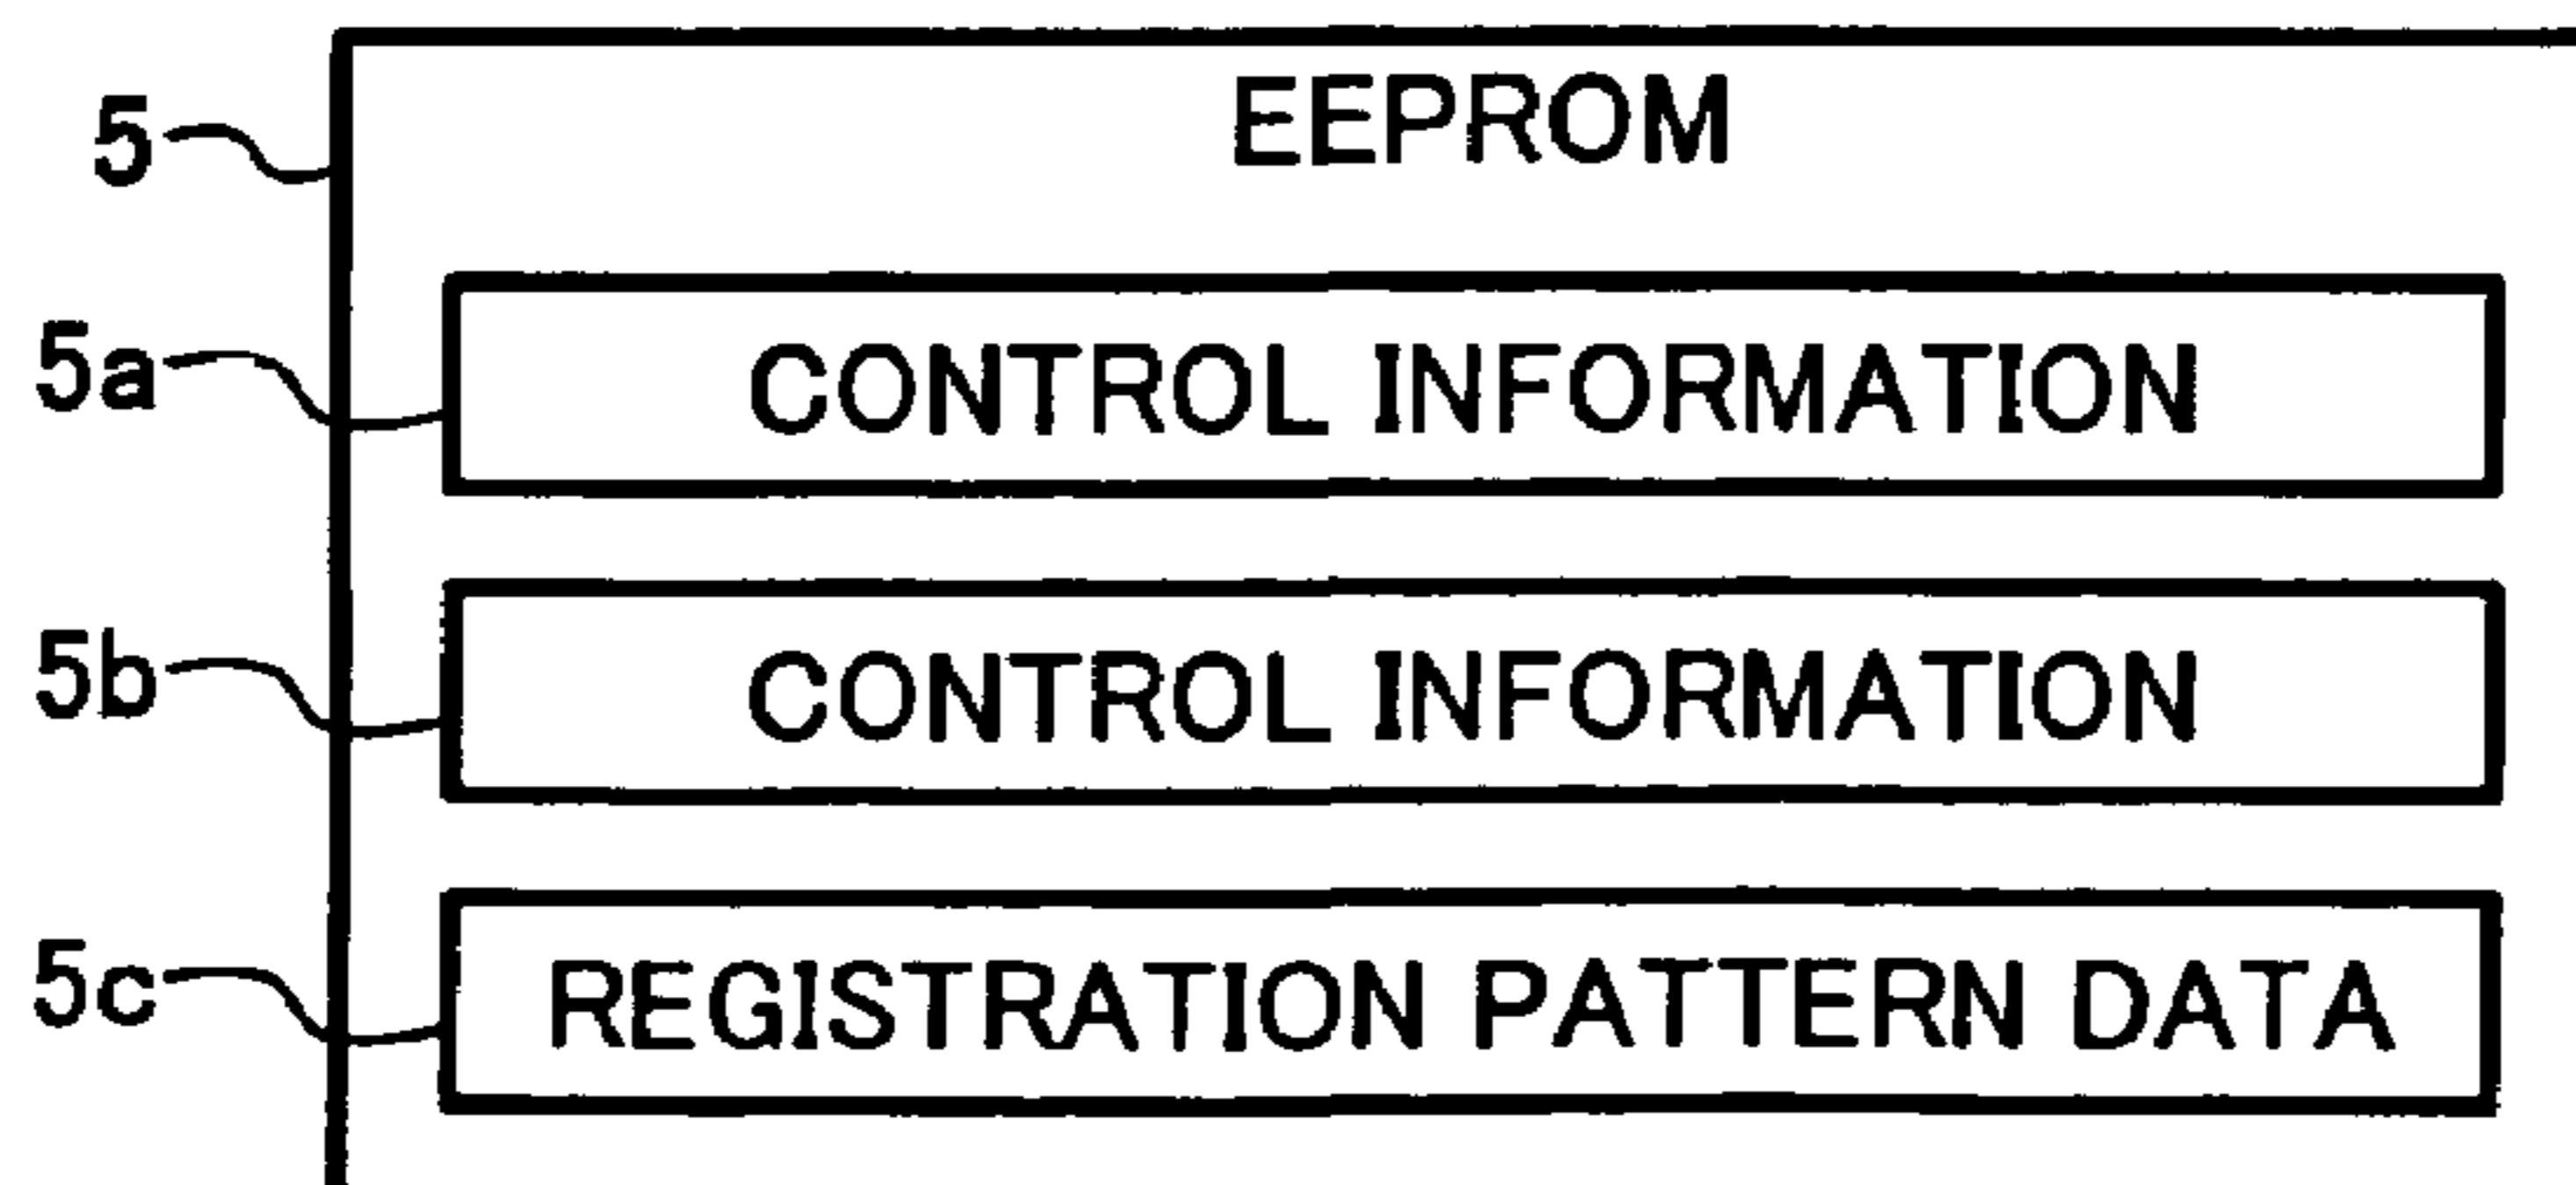 EEPROM
5
5a CONTROL INFORMATION
5b CONTROL INFORMATION
5c REGISTRATION PATTERN DATA